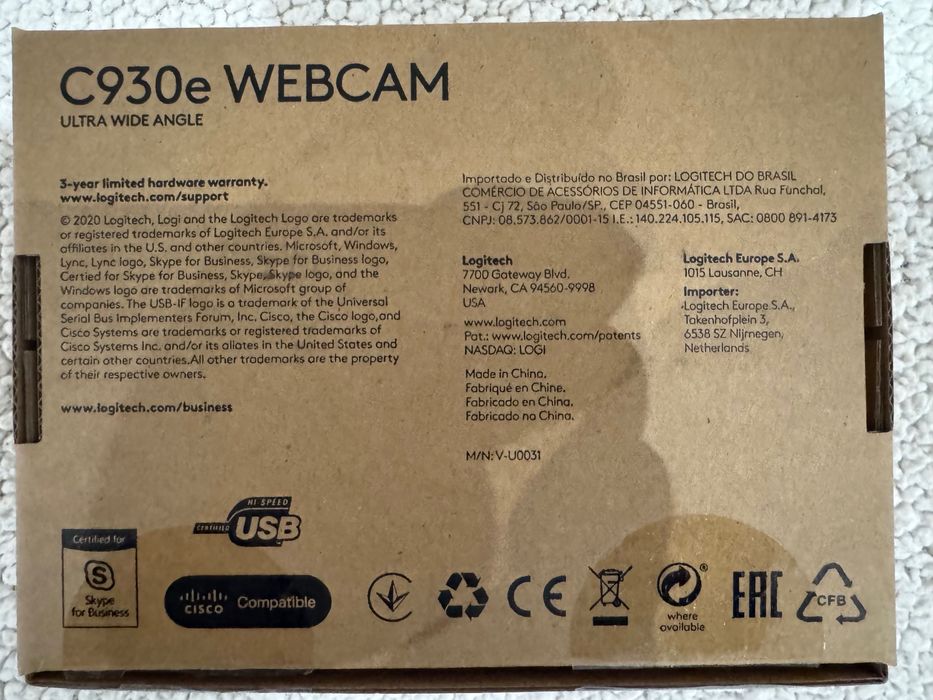 C930e WEBCAM
ULTRA WIDE ANGLE
3-year limited hardware warranty.
www.logitech.com/support
© 2020 Logitech, Logi and the Logitech Logo are trademarks
or registered trademarks of Logitech Europe S.A. and/or its
affiliates in the U.S. and other countries. Microsoft, Windows,
Lync, Lync logo, Skype for Business, Skype for Business logo,
Certied for Skype for Business, Skype, Skype logo, and the
Windows logo are trademarks of Microsoft group of
companies. The USB-IF logo is a trademark of the Universal
Serial Bus Implementers Forum, Inc. Cisco, the Cisco logo,and
Cisco Systems are trademarks or registered trademarks of
Cisco Systems Inc. and/or its aliates in the United States and
certain other countries.All other trademarks are the property
of their respective owners.
www.logitech.com/business
Importado e Distribuído no Brasil por: LOGITECH DO BRASIL
COMÉRCIO DE ACESSÓRIOS DE INFORMÁTICA LTDA Rua Funchal,
551 - Cj 72, São Paulo/SP., CEP 04551-060 - Brasil,
CNPJ: 08.573.862/0001-15 I.E.: 140.224.105.115, SAC: 0800 891-4173
Logitech
7700 Gateway Blvd.
Newark, CA 94560-9998
USA
www.logitech.com
Pat.: www.logitech.com/patents
NASDAQ: LOGI
Made in China.
Fabriqué en Chine.
Fabricado en China.
Fabricado na China.
M/N: V-U0031
Logitech Europe S.A.
1015 Lausanne, CH
Importer:
Logitech Europe S.A.,
Takenhofplein 3,
6538 SZ Nijmegen,
Netherlands
HI-SPEED
CERTIFIED USB
Certified for
S
Skype
for Business
CISCO Compatible
CE
where
available
EAC
CFB